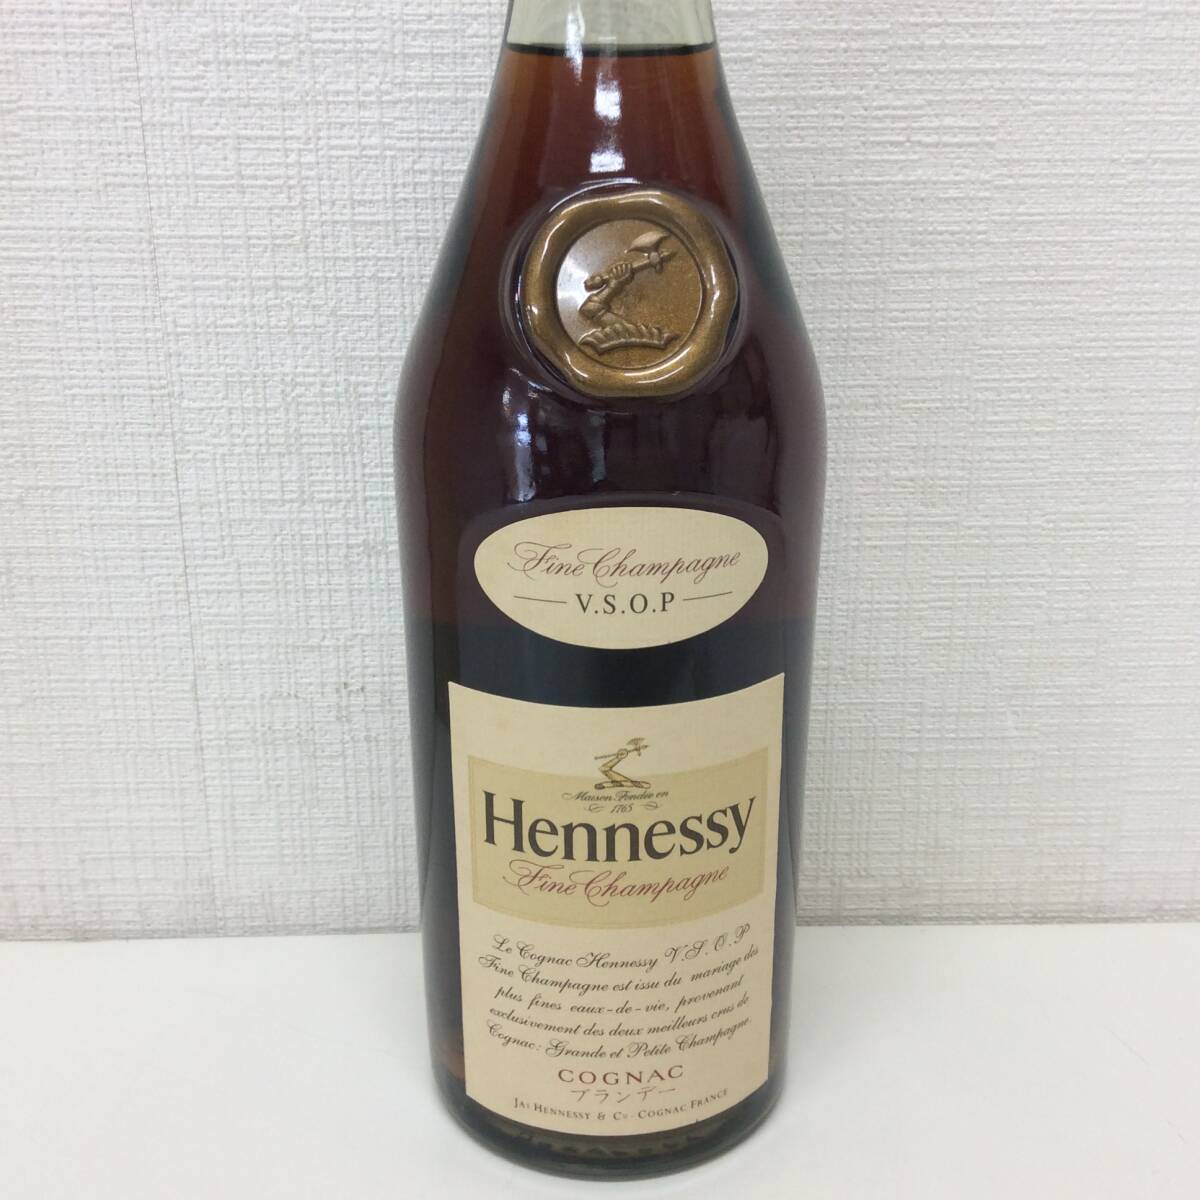 Fine Champagne
V.S.O.P
Maison Fondée en
1765
Hennessy
Fine Champagne
Le Cognac Hennessy V.S.O.P
Fine Champagne est issu du mariage des
plus fines eaux-de-vie, provenant
exclusivement des deux meilleurs crus de
Cognac: Grande et Petite Champagne.
COGNAC
ブランデー
JAs HENNESSY & Co - COGNAC FRANCE